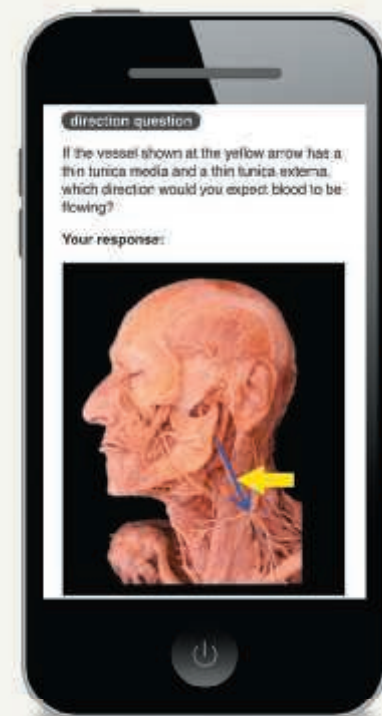 direction question
If the vessel shown at the yellow arrow has a
thin tunica media and a thin tunica externa,
which direction would you expect blood to be
flowing?
Your response: